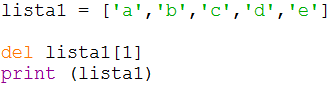 lista1 = ['a','b','c','d','e']
del lista1[1]
print (lista1)